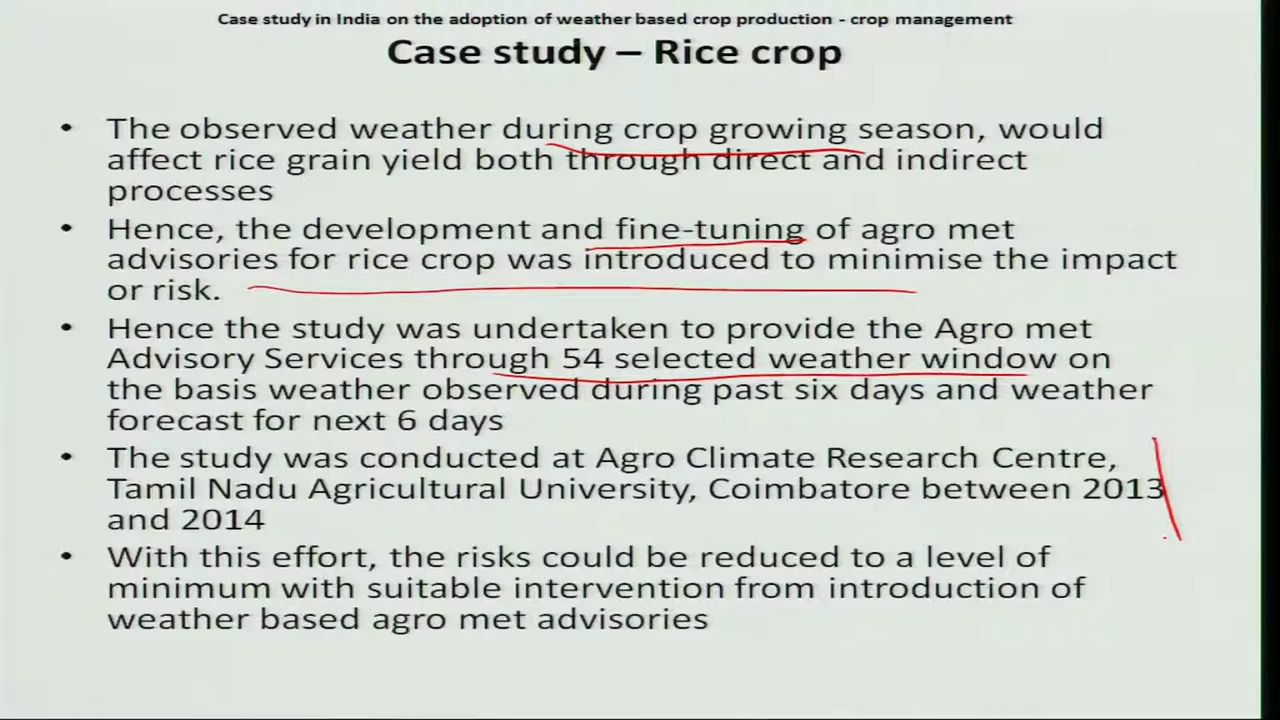 Case study in India on the adoption of weather based crop production - crop management
Case study – Rice crop
• The observed weather during crop growing season, would
affect rice grain yield both through direct and indirect
processes
• Hence, the development and fine-tuning of agro met
advisories for rice crop was introduced to minimise the impact
or risk.
• Hence the study was undertaken to provide the Agro met
Advisory Services through 54 selected weather window on
the basis weather observed during past six days and weather
forecast for next 6 days
• The study was conducted at Agro Climate Research Centre,
Tamil Nadu Agricultural University, Coimbatore between 2013
and 2014
• With this effort, the risks could be reduced to a level of
minimum with suitable intervention from introduction of
weather based agro met advisories